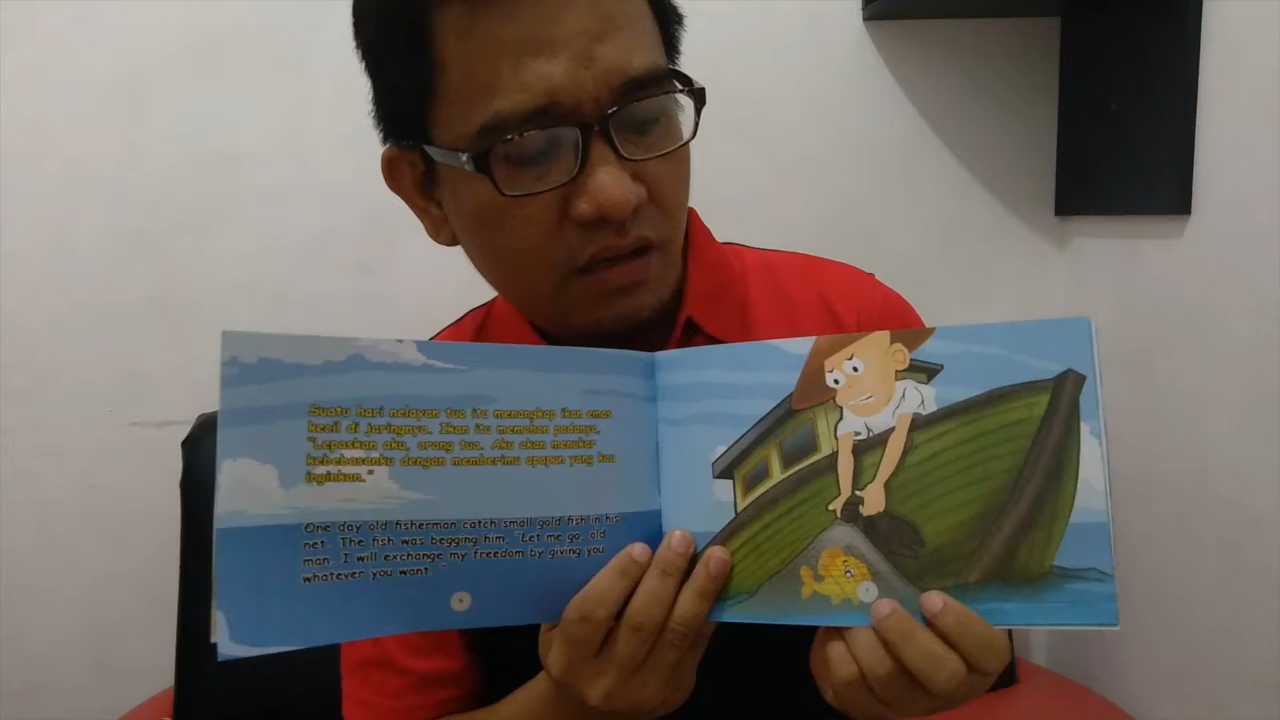 Suatu hari nelayan tua itu menangkap ikan emas
kecil di jaringnya. Ikan itu memohon padanya,
"Lepaskan aku, orang tua. Aku akan menukar
kebebasanku dengan memberimu apapun yang kau
inginkan."
One day old fisherman catch small gold fish in his
net. The fish was begging him, "Let me go, old
man. I will exchange my freedom by giving you
whatever you want."